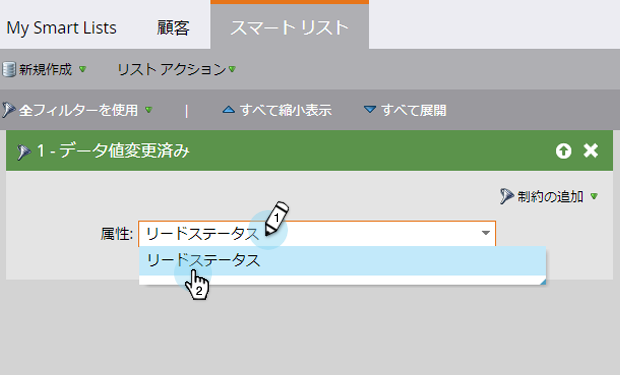 My Smart Lists 顧客 スマート リスト
新規作成 リスト アクション
全フィルターを使用 | すべて縮小表示 すべて展開
1 - データ値変更済み
制約の追加
属性: リードステータス 1
リードステータス
2